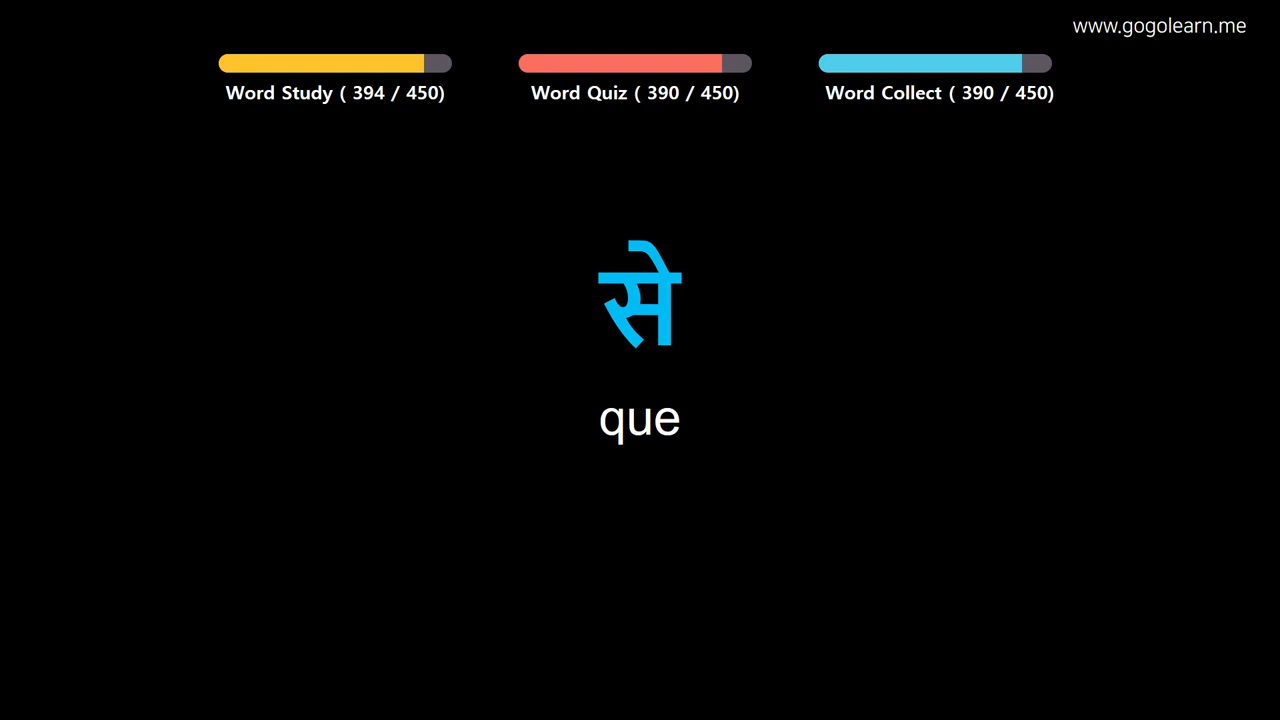 www.gogolearn.me
Word Study ( 394 / 450)
Word Quiz ( 390 / 450)
Word Collect ( 390 / 450)
से
que